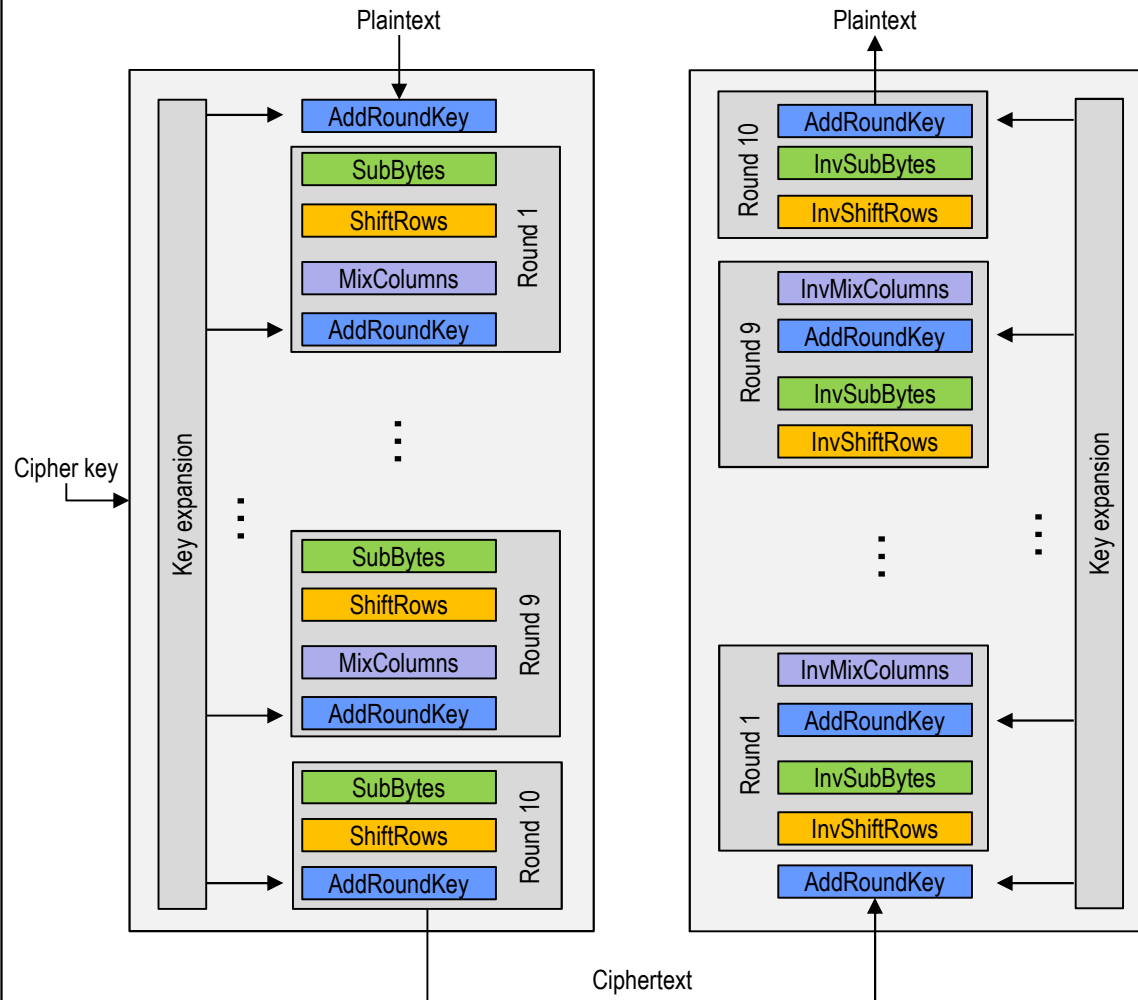 Plaintext
AddRoundKey
SubBytes
ShiftRows
MixColumns
AddRoundKey
Round 1
...
Cipher key
Key expansion
...
SubBytes
ShiftRows
MixColumns
AddRoundKey
Round 9
SubBytes
ShiftRows
AddRoundKey
Round 10
Plaintext
AddRoundKey
InvSubBytes
InvShiftRows
Round 10
InvMixColumns
AddRoundKey
InvSubBytes
InvShiftRows
Round 9
...
...
Key expansion
InvMixColumns
AddRoundKey
InvSubBytes
InvShiftRows
Round 1
AddRoundKey
Ciphertext